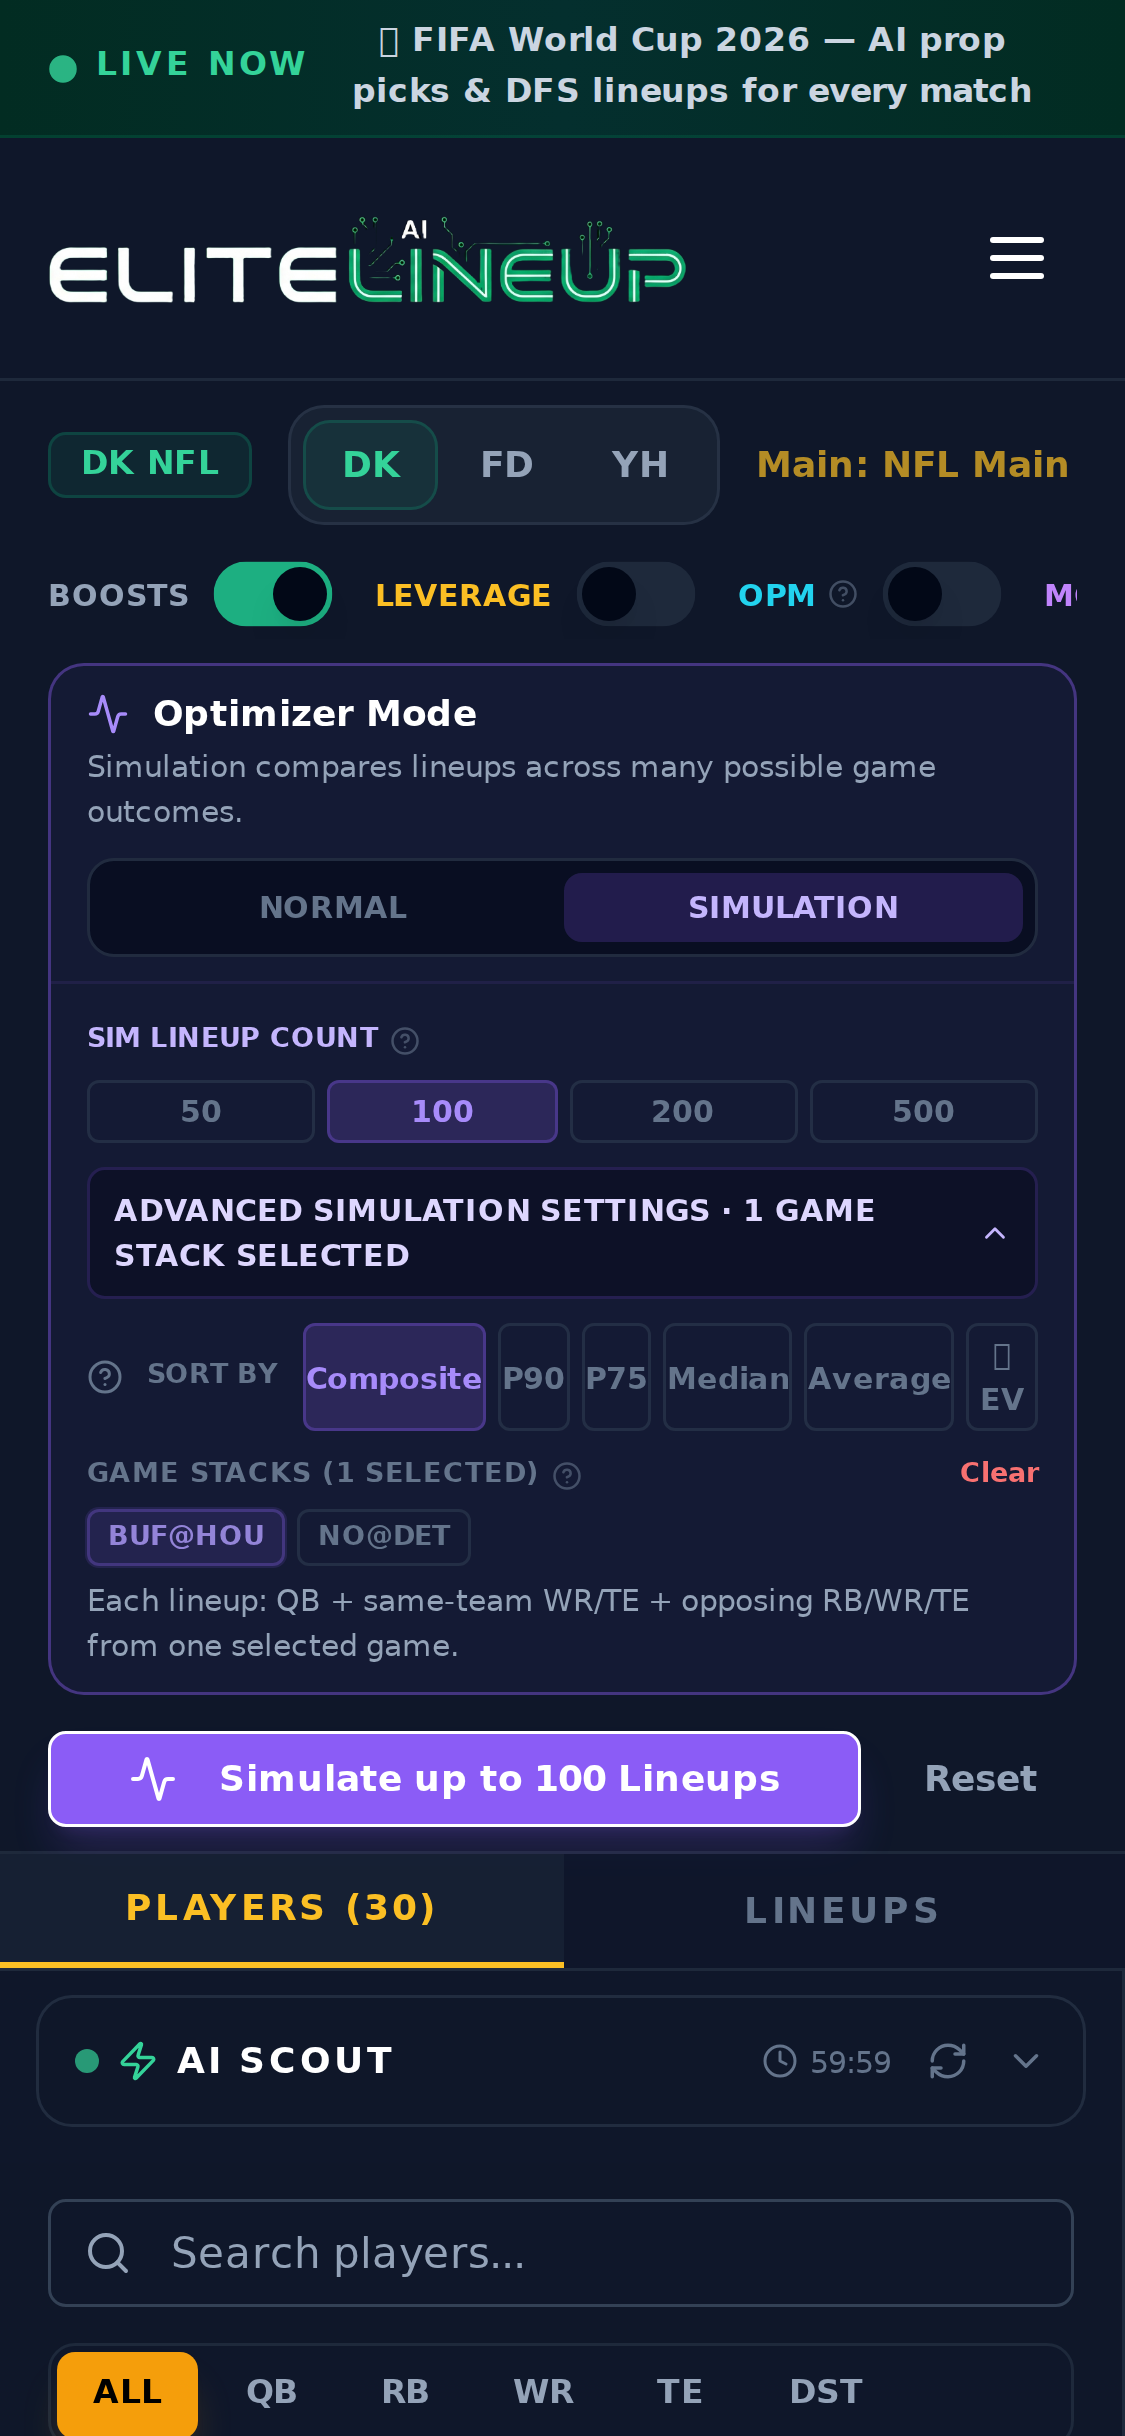 LIVE NOW
FIFA World Cup 2026 — AI prop
picks & DFS lineups for every match
ELITE LINEUP AI
DK NFL
DK
FD
YH
Main: NFL Main
BOOSTS
LEVERAGE
OPM
Optimizer Mode
Simulation compares lineups across many possible game
outcomes.
NORMAL
SIMULATION
SIM LINEUP COUNT
50
100
200
500
ADVANCED SIMULATION SETTINGS · 1 GAME
STACK SELECTED
SORT BY
Composite
P90
P75
Median
Average
EV
GAME STACKS (1 SELECTED)
Clear
BUF@HOU
NO@DET
Each lineup: QB + same-team WR/TE + opposing RB/WR/TE
from one selected game.
Simulate up to 100 Lineups
Reset
PLAYERS (30)
LINEUPS
AI SCOUT
59:59
Search players...
ALL
QB
RB
WR
TE
DST